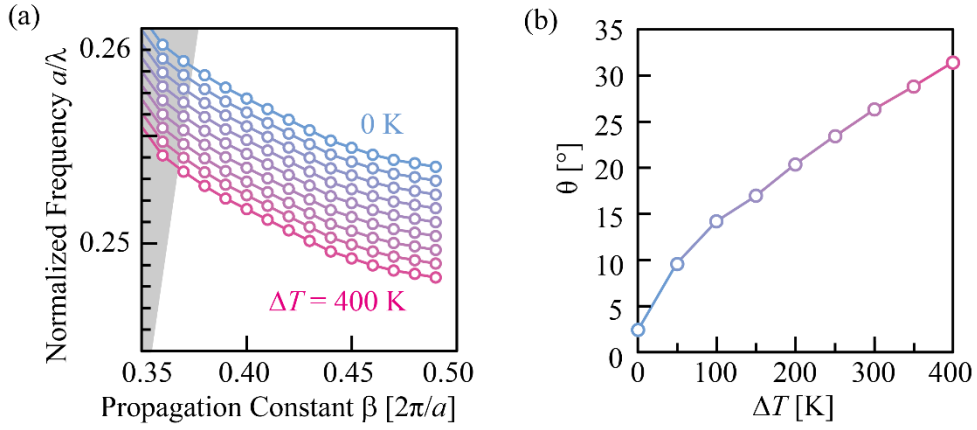 (a)
Normalized Frequency a/λ
0.26
0.25
0 K
ΔT = 400 K
0.35
0.40
0.45
0.50
Propagation Constant β [2π/a]
(b)
θ [°]
35
30
25
20
15
10
5
0
0
100
200
300
400
ΔT [K]